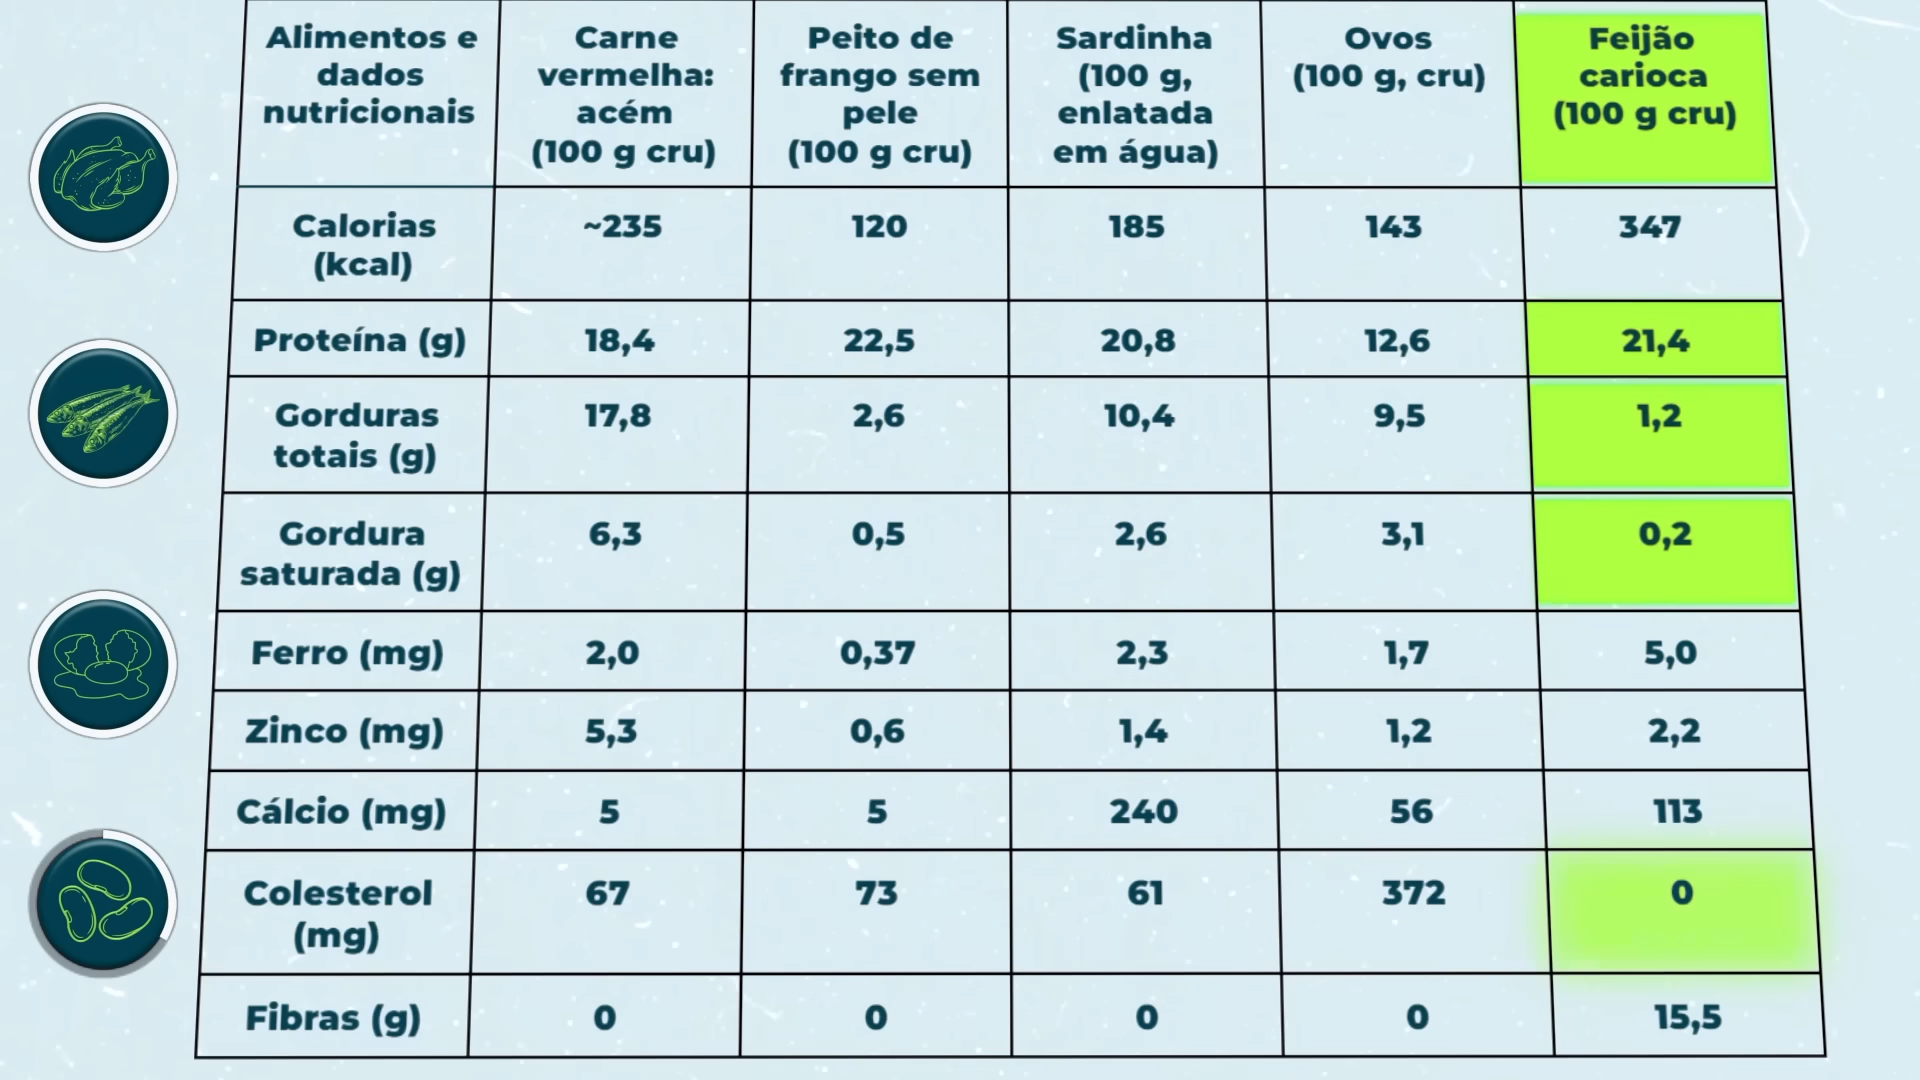 Alimentos e
dados
nutricionais
Carne
vermelha:
acém
(100 g cru)
Peito de
frango sem
pele
(100 g cru)
Sardinha
(100 g,
enlatada
em água)
Ovos
(100 g, cru)
Feijão
carioca
(100 g cru)
Calorias
(kcal)
~235
120
185
143
347
Proteína (g)
18,4
22,5
20,8
12,6
21,4
Gorduras
totais (g)
17,8
2,6
10,4
9,5
1,2
Gordura
saturada (g)
6,3
0,5
2,6
3,1
0,2
Ferro (mg)
2,0
0,37
2,3
1,7
5,0
Zinco (mg)
5,3
0,6
1,4
1,2
2,2
Cálcio (mg)
5
5
240
56
113
Colesterol
(mg)
67
73
61
372
0
Fibras (g)
0
0
0
0
15,5